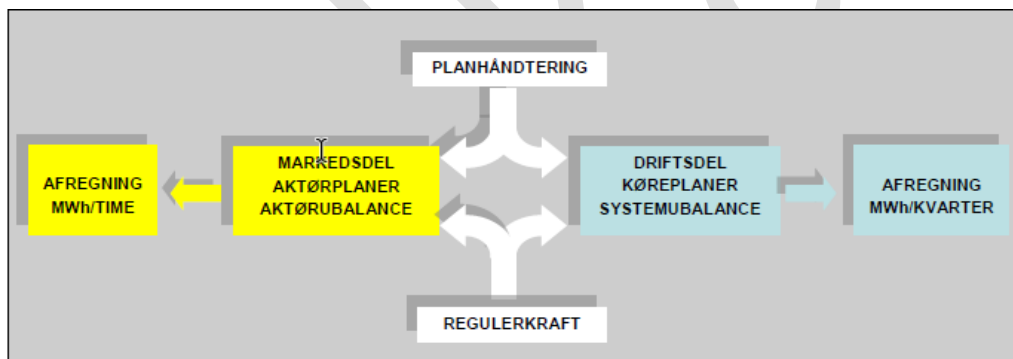 PLANHÅNDTERING
AFREGNING
MWh/TIME
MARKEDSDEL
AKTØRPLANER
AKTØRUBALANCE
DRIFTSDEL
KØREPLANER
SYSTEMUBALANCE
AFREGNING
MWh/KVARTER
REGULERKRAFT